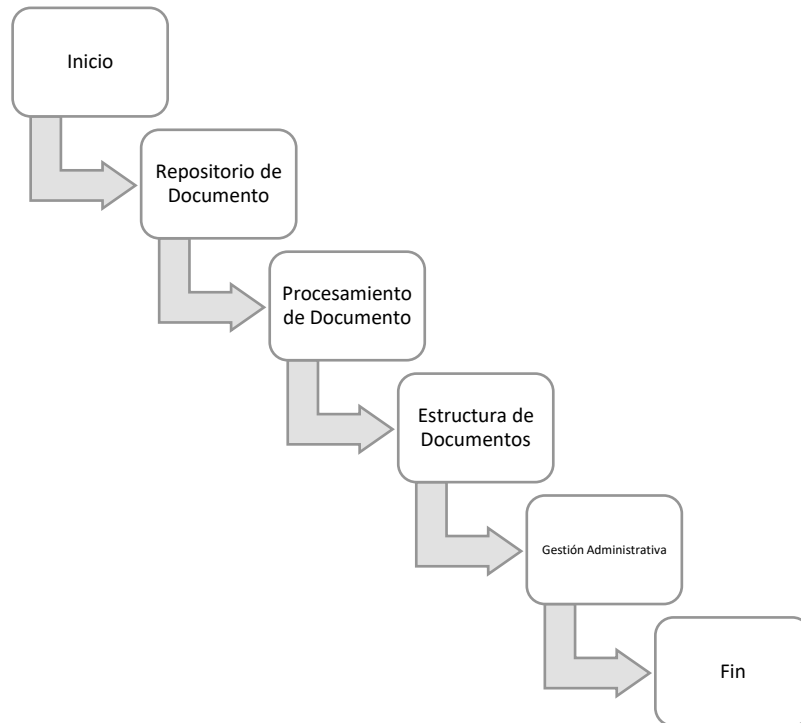 Inicio
Repositorio de
Documento
Procesamiento
de Documento
Estructura de
Documentos
Gestión Administrativa
Fin